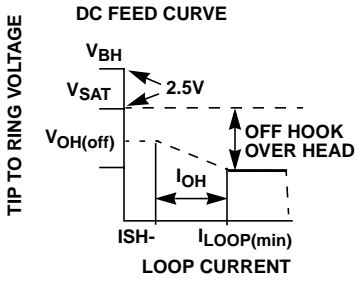 DC FEED CURVE
TIP TO RING VOLTAGE
VBH
VSAT
2.5V
VOH(off)
OFF HOOK
OVER HEAD
IOH
ISH-
ILOOP(min)
LOOP CURRENT